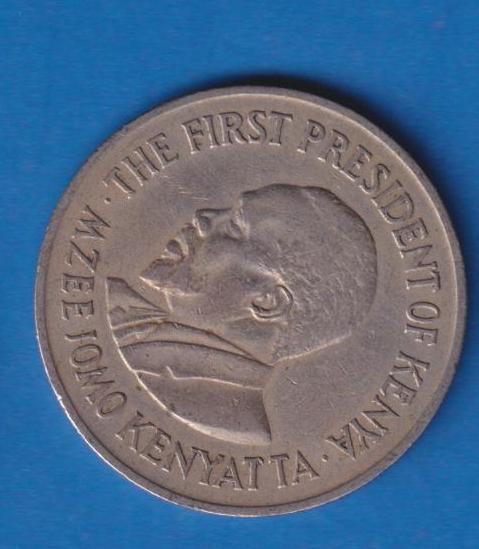 THE FIRST PRESIDENT OF KENYA ·
MZEE JOMO KENYATTA ·